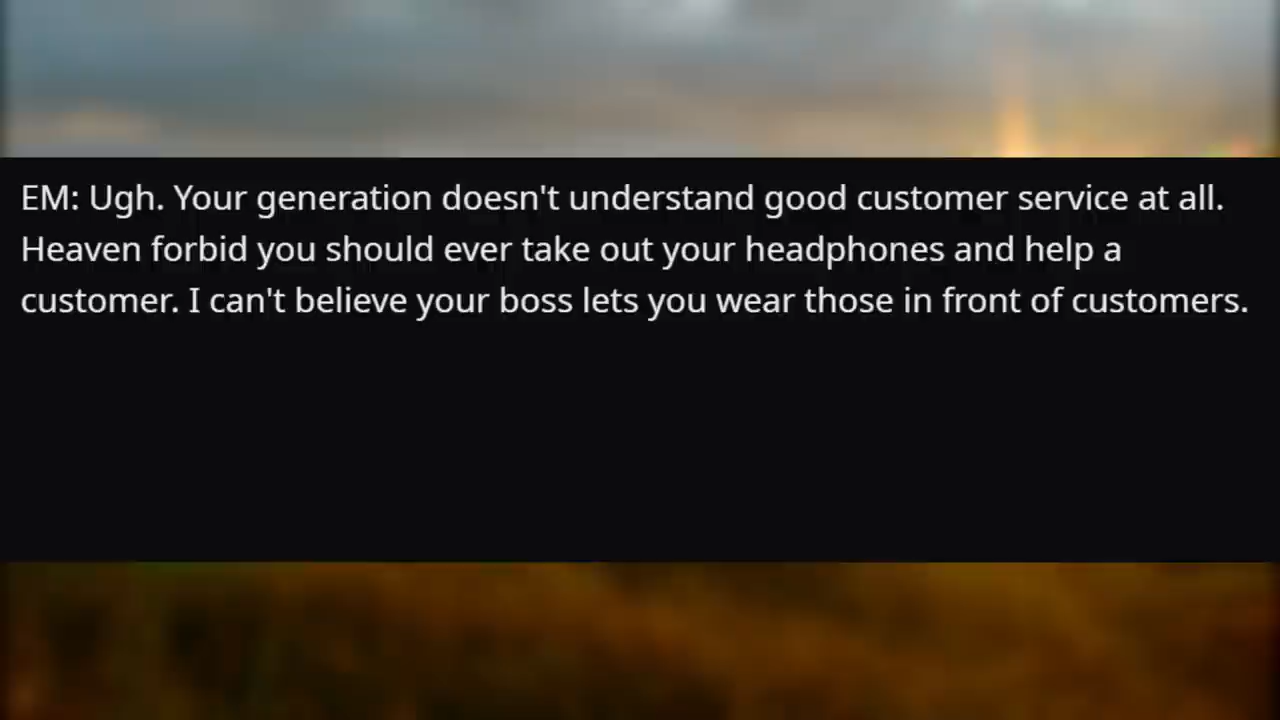 EM: Ugh. Your generation doesn't understand good customer service at all.
Heaven forbid you should ever take out your headphones and help a
customer. I can't believe your boss lets you wear those in front of customers.